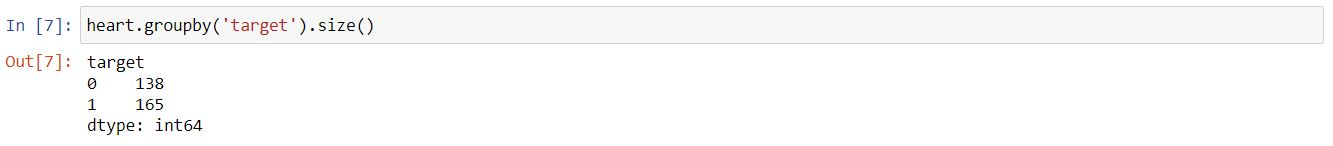 In [7]: heart.groupby('target').size()
Out[7]: target
0    138
1    165
dtype: int64